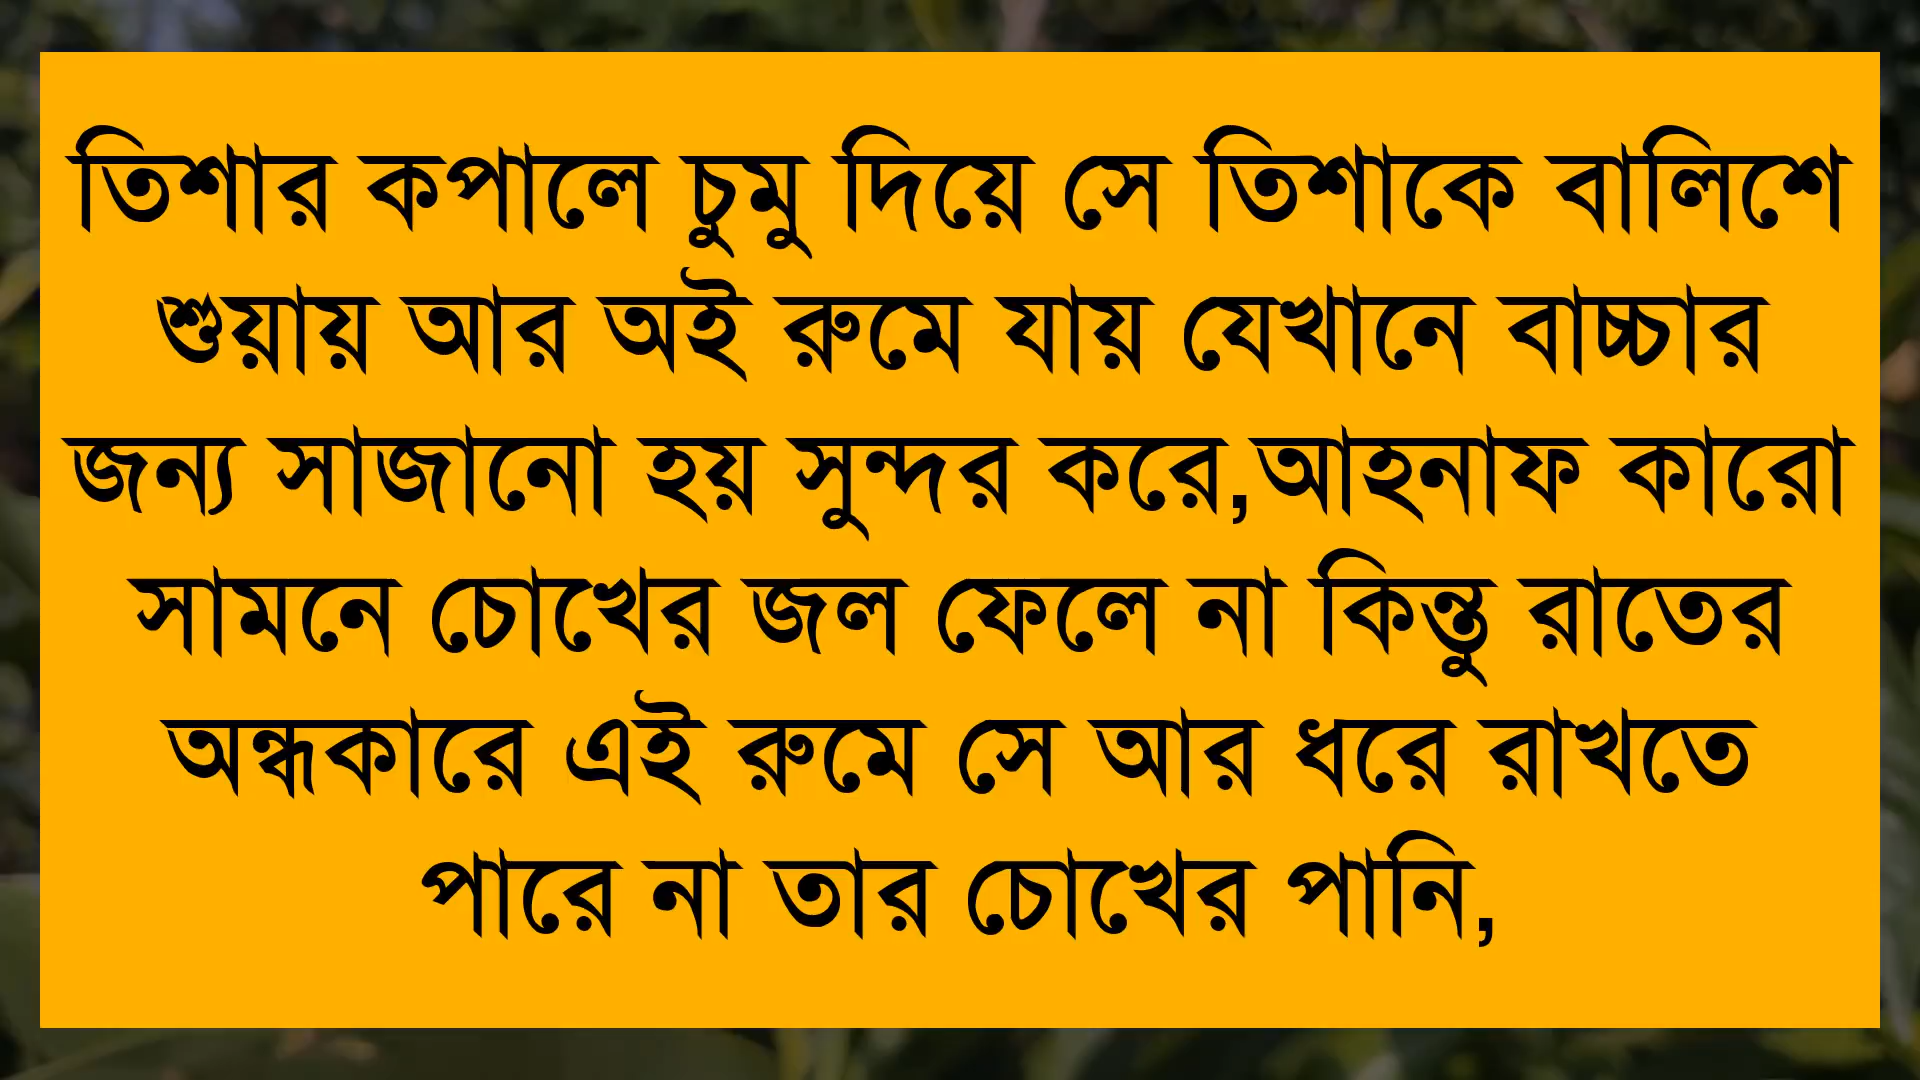 তিশার কপালে চুমু দিয়ে সে তিশাকে বালিশে
শুয়ায় আর অই রুমে যায় যেখানে বাচ্চার
জন্য সাজানো হয় সুন্দর করে,আহনাফ কারো
সামনে চোখের জল ফেলে না কিন্তু রাতের
অন্ধকারে এই রুমে সে আর ধরে রাখতে
পারে না তার চোখের পানি,